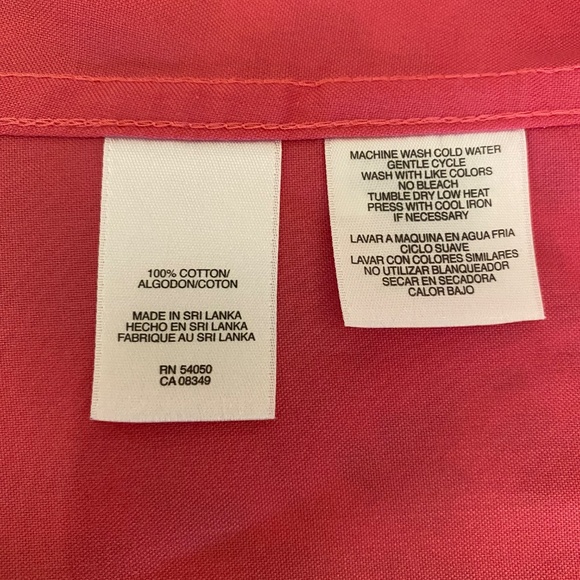 100% COTTON/
ALGODON/COTON
MADE IN SRI LANKA
HECHO EN SRI LANKA
FABRIQUE AU SRI LANKA
RN 54050
CA 08349
MACHINE WASH COLD WATER
GENTLE CYCLE
WASH WITH LIKE COLORS
NO BLEACH
TUMBLE DRY LOW HEAT
PRESS WITH COOL IRON
IF NECESSARY
LAVAR A MAQUINA EN AGUA FRIA
CICLO SUAVE
LAVAR CON COLORES SIMILARES
NO UTILIZAR BLANQUEADOR
SECAR EN SECADORA
CALOR BAJO